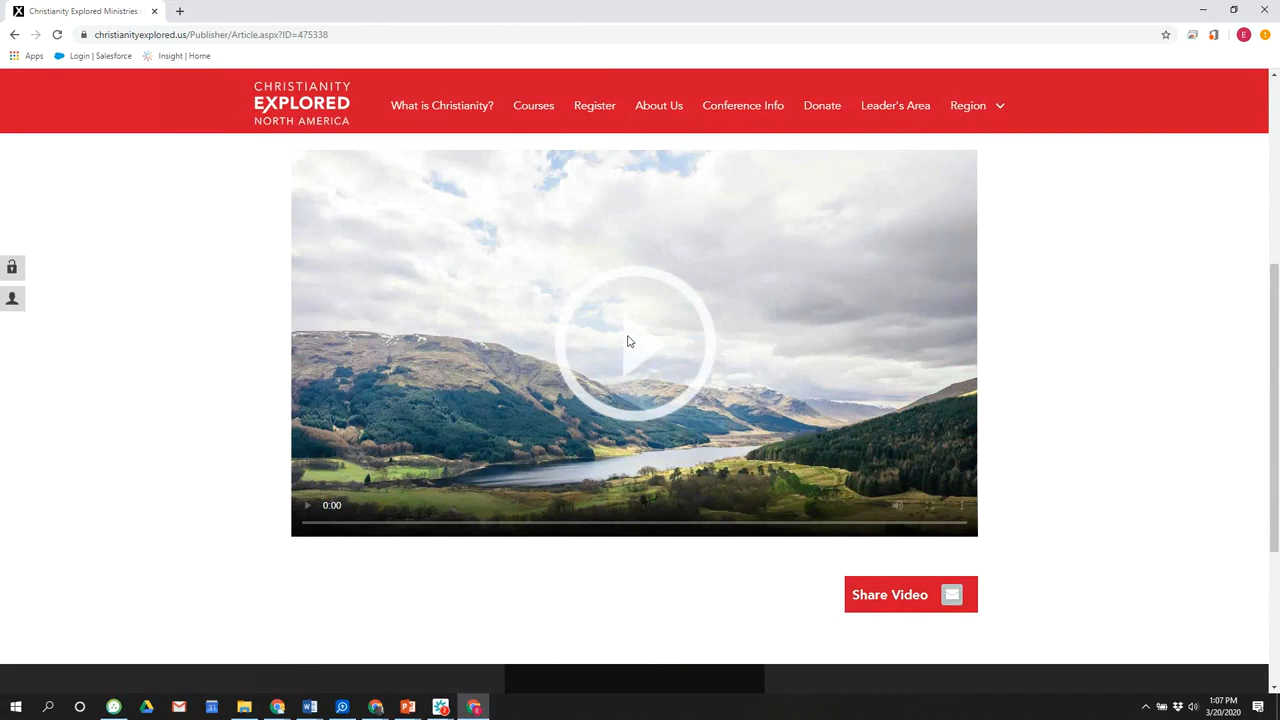 Christianity Explored Ministries :
christianityexplored.us/Publisher/Article.aspx?ID=475338
E
Apps
Login | Salesforce
Insight | Home
CHRISTIANITY
EXPLORED
NORTH AMERICA
What is Christianity?
Courses
Register
About Us
Conference Info
Donate
Leader's Area
Region
0:00
Share Video
1:07 PM
3/20/2020